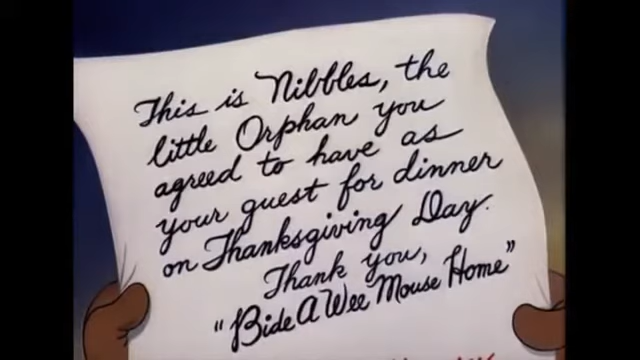 This is Nibbles, the
little Orphan you
agreed to have as
your guest for dinner
on Thanksgiving Day.
Thank you,
"Bide A Wee Mouse Home"